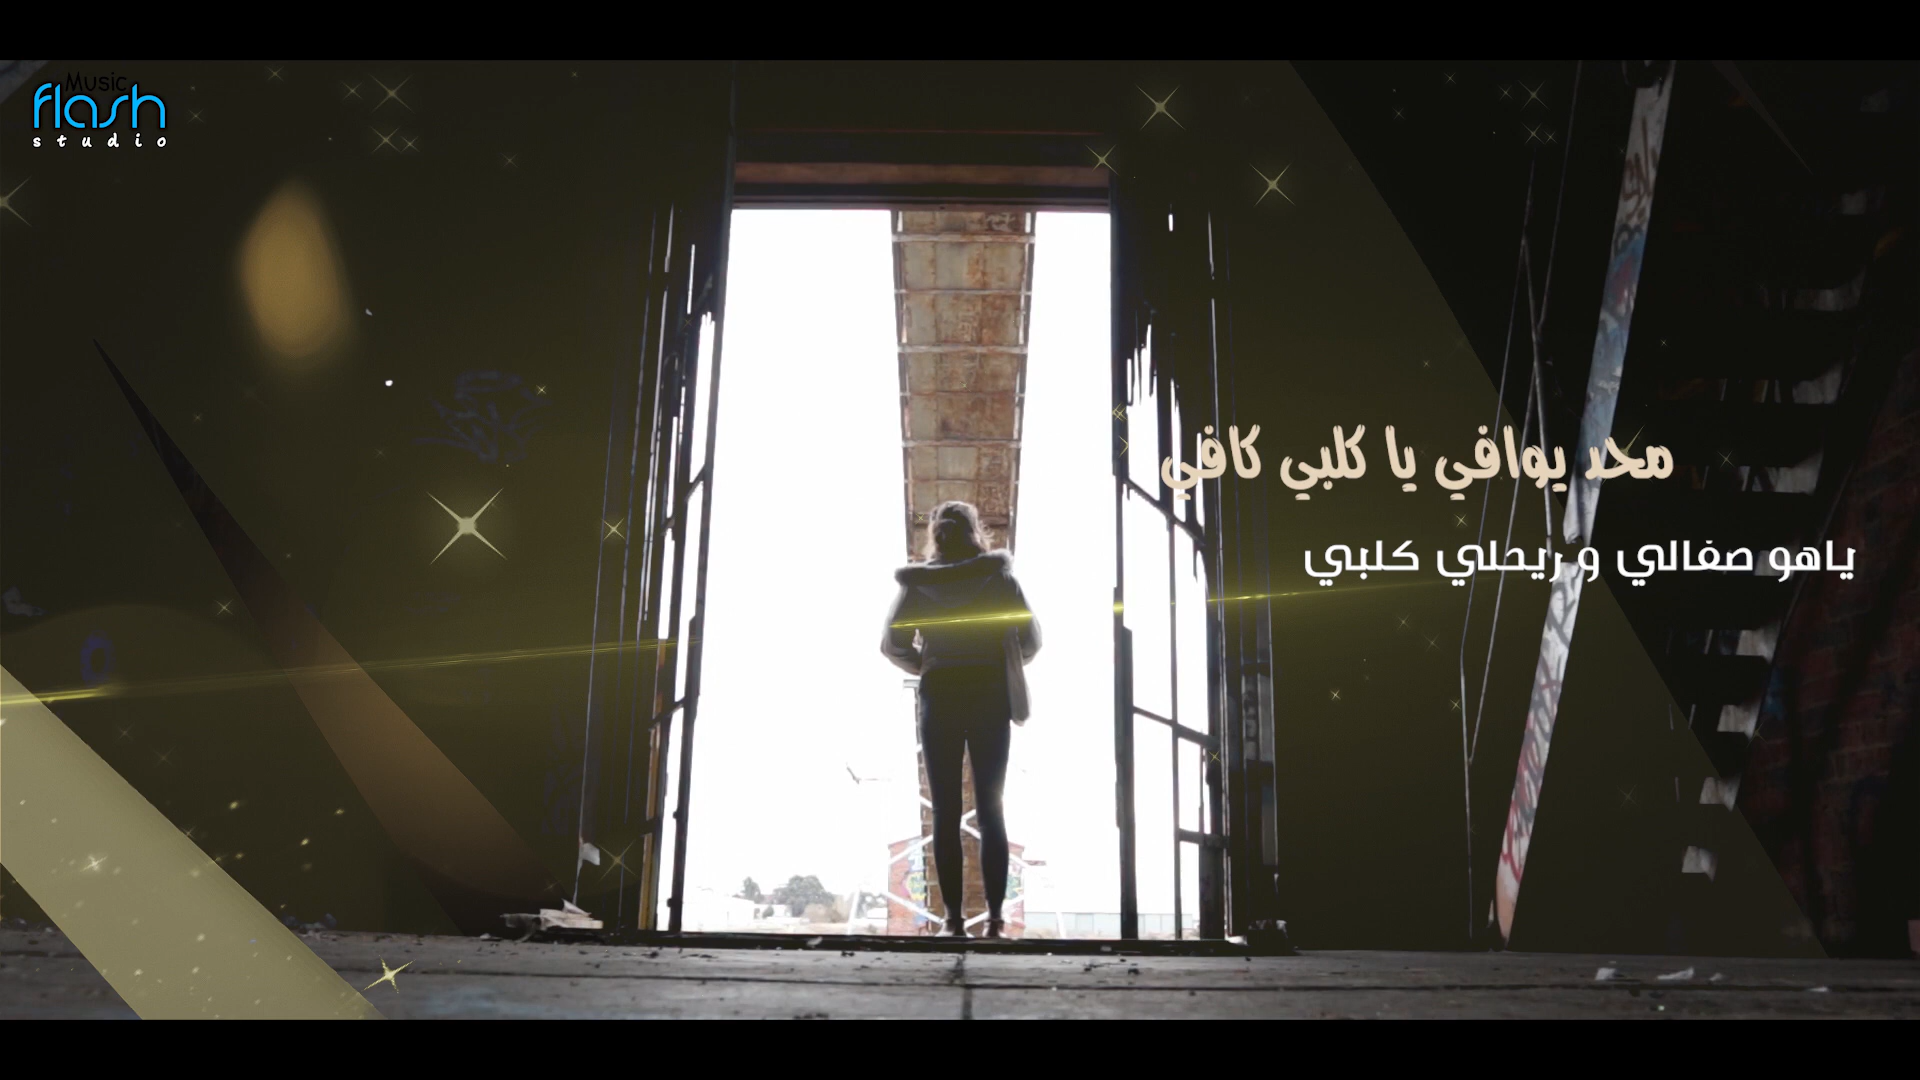 Music
flash
studio
محد يوافي يا كلبي كافي
ياهو صفالي و ريحلي كلبي